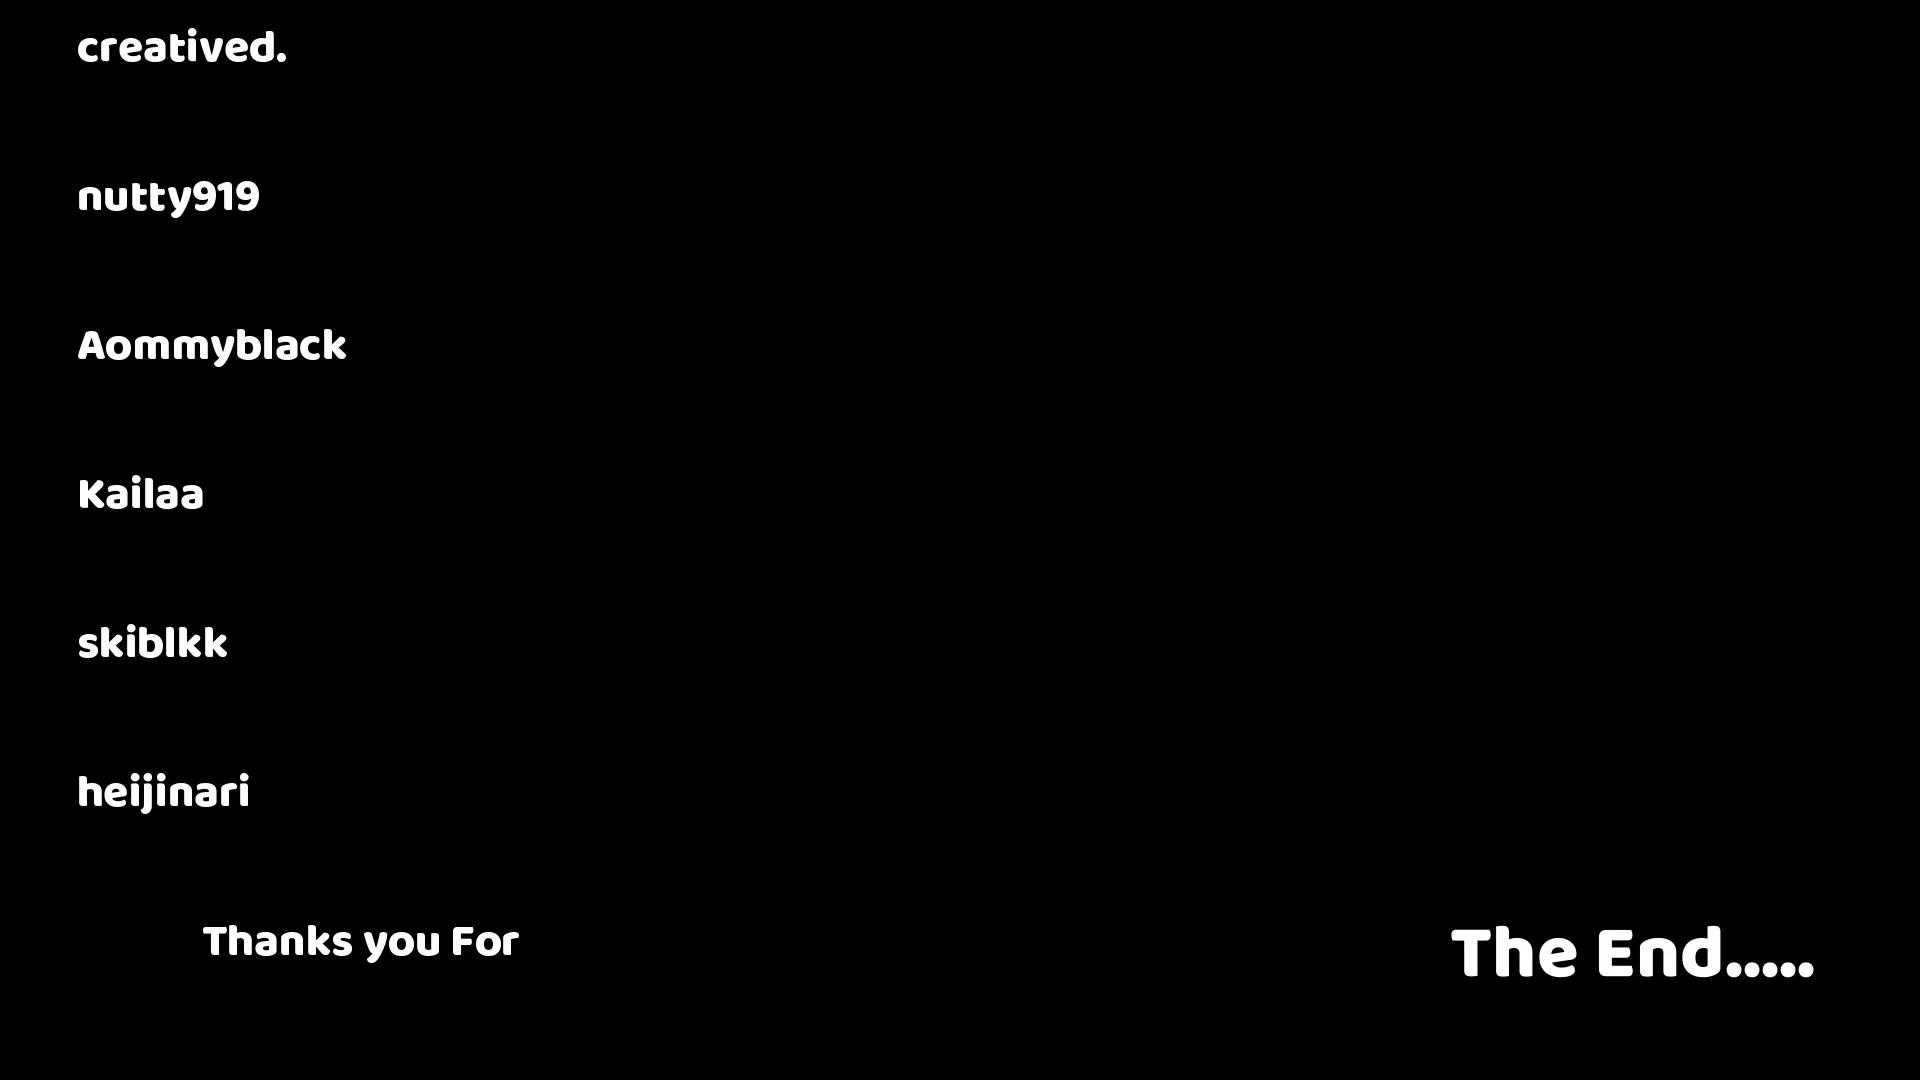 creatived.
nutty919
Aommyblack
Kailaa
skiblkk
heijinari
Thanks you For
The End.....